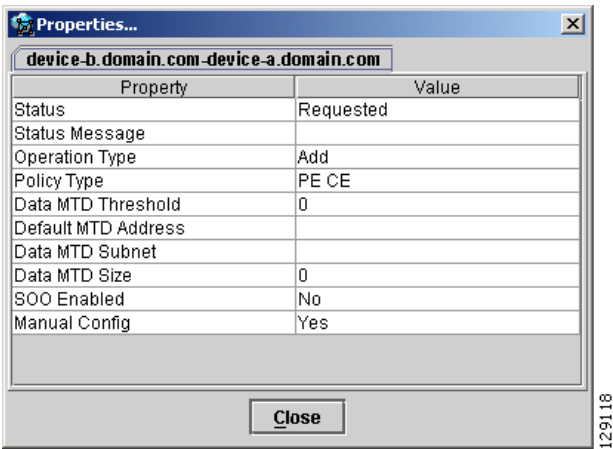 Properties...
device-b.domain.com-device-a.domain.com
Property Value
Status Requested
Status Message
Operation Type Add
Policy Type PE CE
Data MTD Threshold 0
Default MTD Address
Data MTD Subnet
Data MTD Size 0
SOO Enabled No
Manual Config Yes
Close
129118